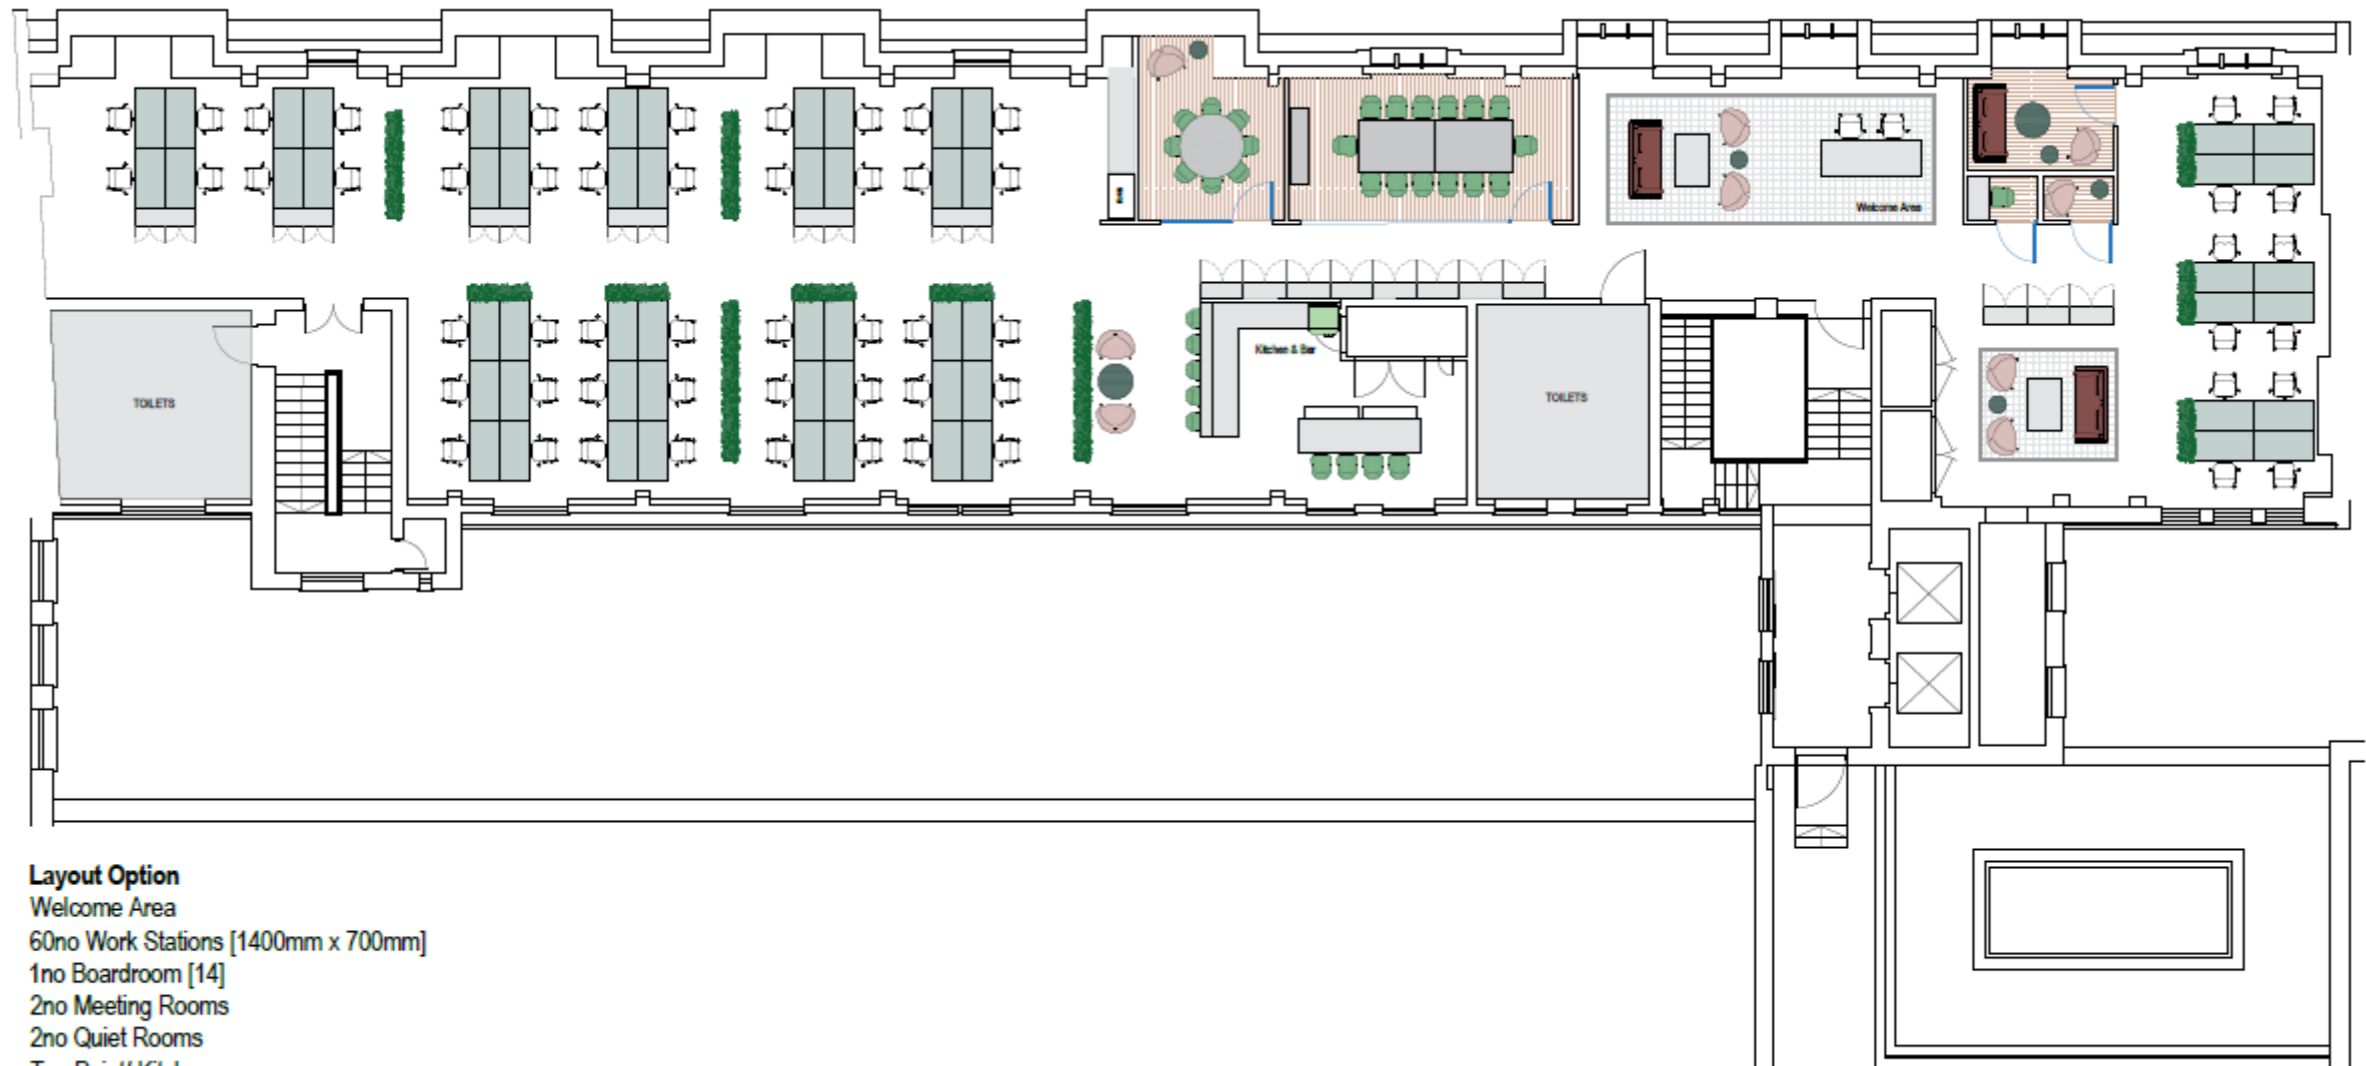 Welcome Area
Kitchen & Bar
TOILETS
TOILETS
Layout Option
Welcome Area
60no Work Stations [1400mm x 700mm]
1no Boardroom [14]
2no Meeting Rooms
2no Quiet Rooms